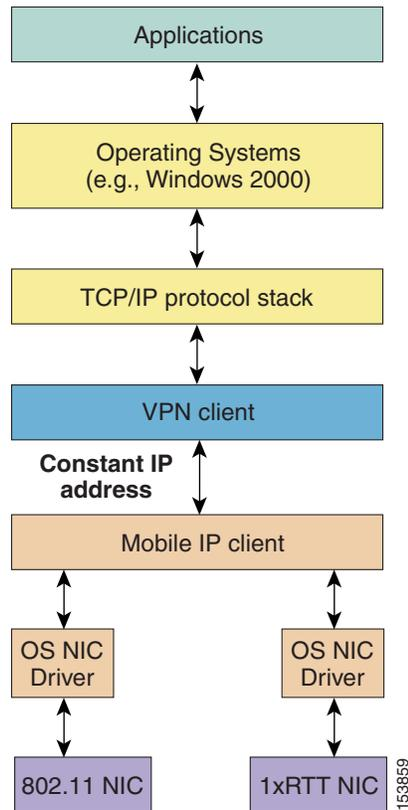 Applications
Operating Systems
(e.g., Windows 2000)
TCP/IP protocol stack
VPN client
Constant IP
address
Mobile IP client
OS NIC
Driver
OS NIC
Driver
802.11 NIC
1xRTT NIC
153859